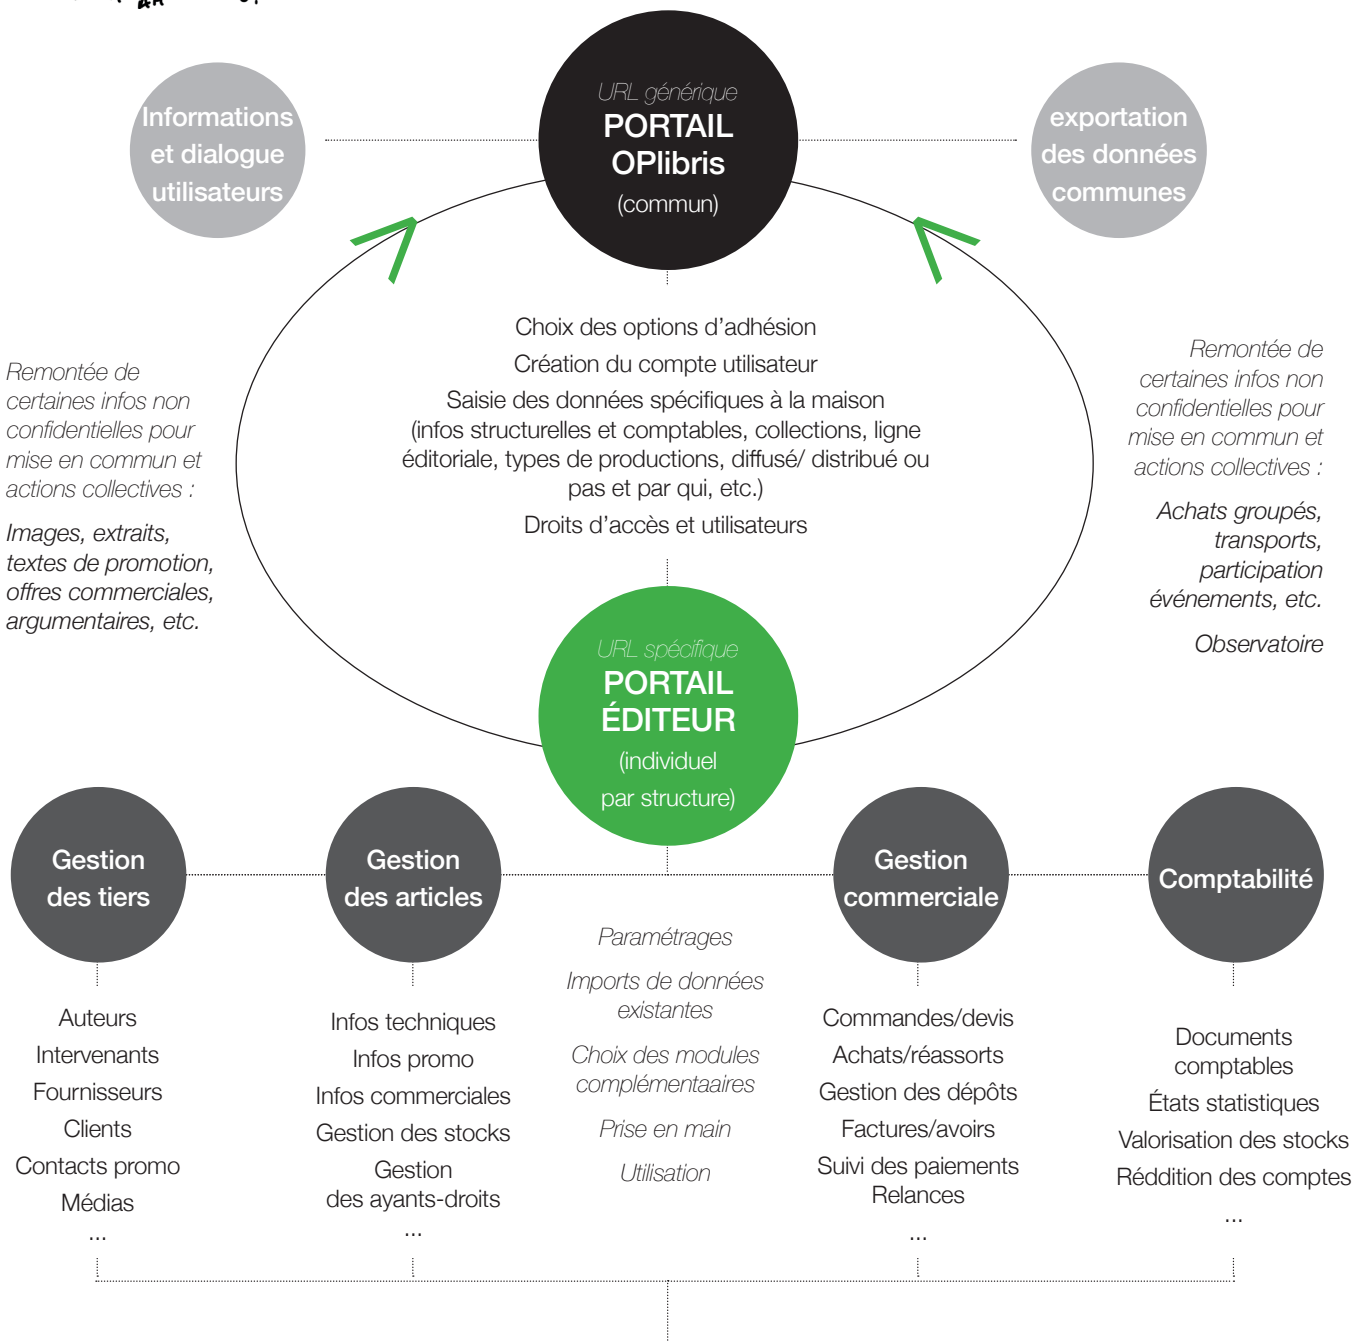 URL générique
PORTAIL
OPlibris
(commun)
Informations
et dialogue
utilisateurs
exportation
des données
communes
Choix des options d'adhésion
Création du compte utilisateur
Saisie des données spécifiques à la maison
(infos structurelles et comptables, collections, ligne
éditoriale, types de productions, diffusé/ distribué ou
pas et par qui, etc.)
Droits d'accès et utilisateurs
Remontée de
certaines infos non
confidentielles pour
mise en commun et
actions collectives :
Images, extraits,
textes de promotion,
offres commerciales,
argumentaires, etc.
Remontée de
certaines infos non
confidentielles pour
mise en commun et
actions collectives :
Achats groupés,
transports,
participation
événements, etc.
Observatoire
URL spécifique
PORTAIL
ÉDITEUR
(individuel
par structure)
Gestion
des tiers
Auteurs
Intervenants
Fournisseurs
Clients
Contacts promo
Médias
...
Gestion
des articles
Infos techniques
Infos promo
Infos commerciales
Gestion des stocks
Gestion
des ayants-droits
...
Paramétrages
Imports de données
existantes
Choix des modules
complémentaaires
Prise en main
Utilisation
Gestion
commerciale
Commandes/devis
Achats/réassorts
Gestion des dépôts
Factures/avoirs
Suivi des paiements
Relances
...
Comptabilité
Documents
comptables
États statistiques
Valorisation des stocks
Réddition des comptes
...